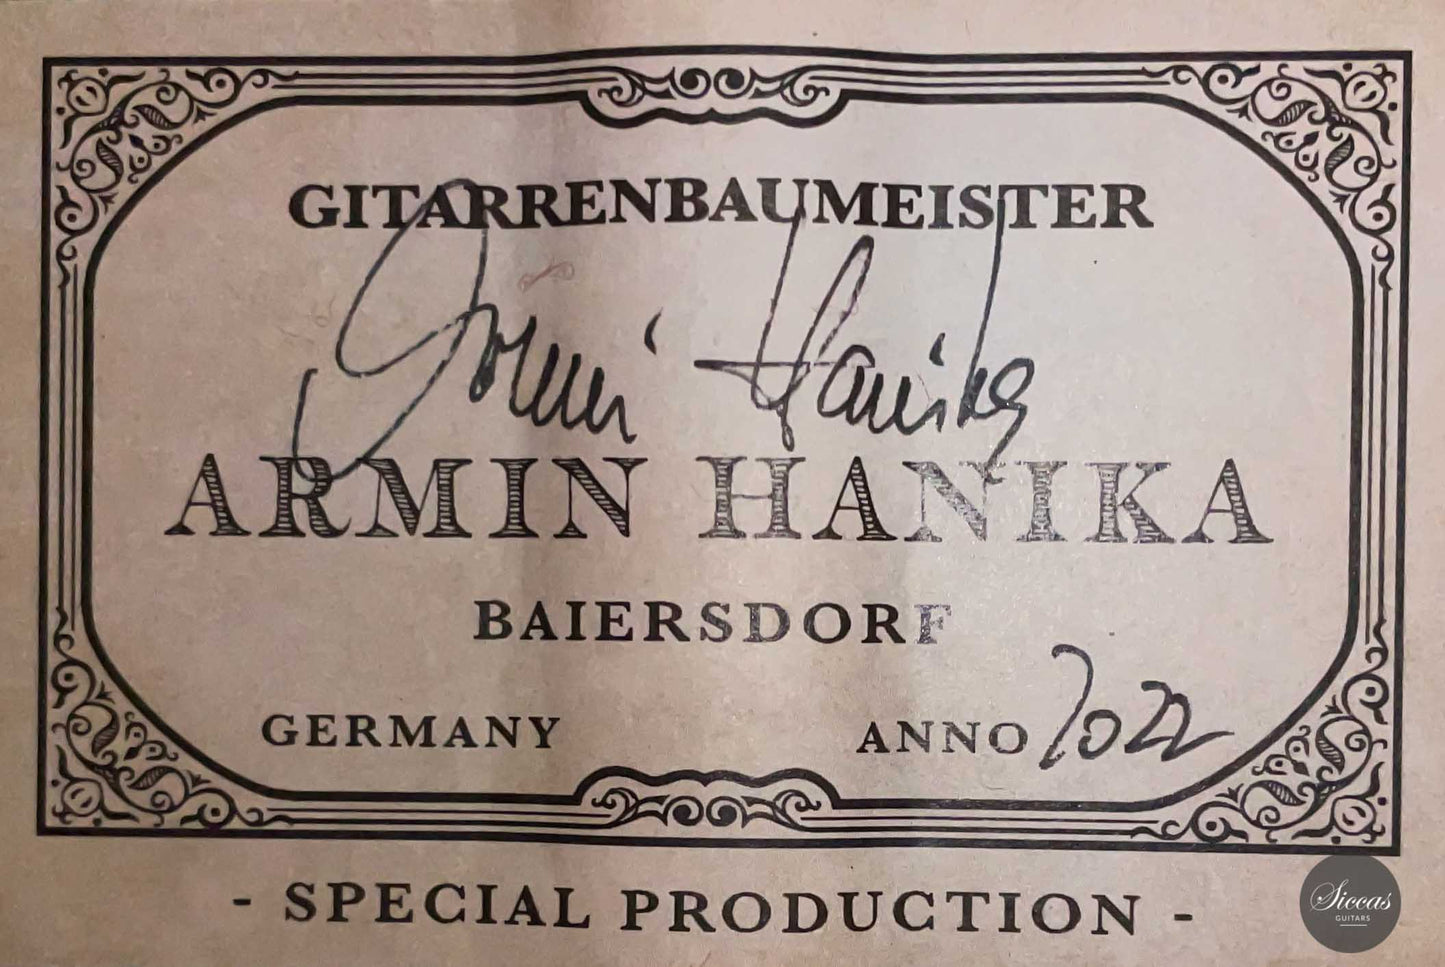 GITARRENBAUMEISTER
Armin Hanika
ARMIN HANIKA
BAIERSDORF
GERMANY ANNO 2022
- SPECIAL PRODUCTION -
Siccas
GUITARS